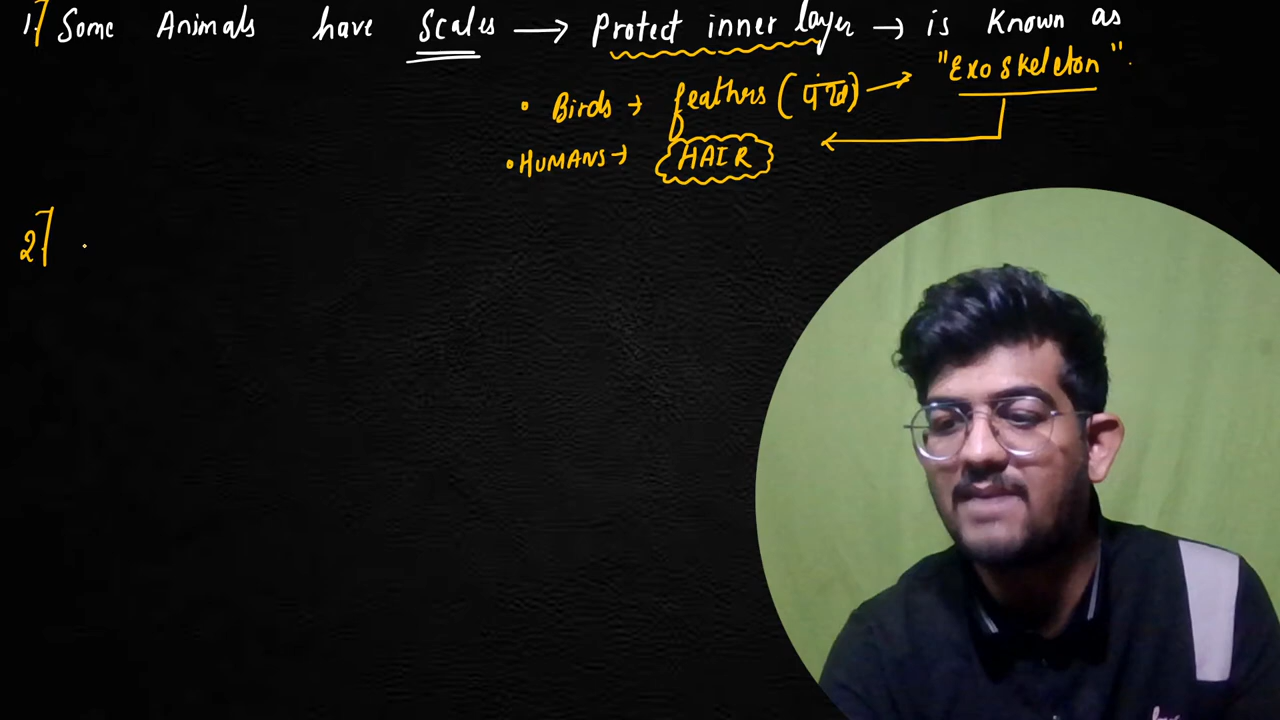 1.] Some Animals have Scales → Protect inner layer → is known as
"Exoskeleton".
• Birds → feathers (पंख) →
• HUMANS → HAIR
2]